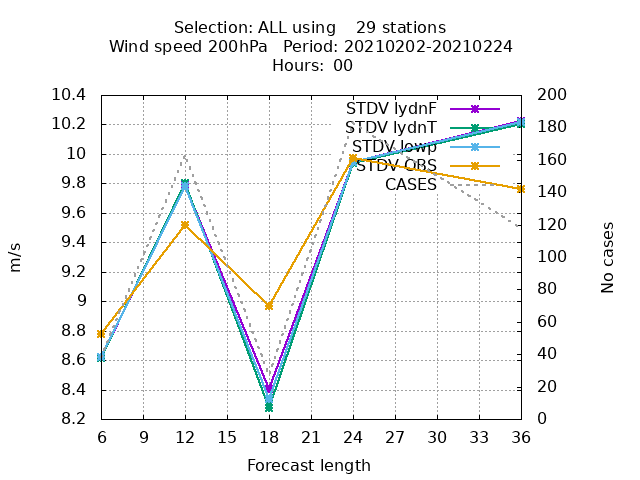 Selection: ALL using    29 stations
Wind speed 200hPa   Period: 20210202-20210224
Hours:  00
STDV lydnF
STDV lydnT
STDV lowp
STDV OBS
CASES
10.4
10.2
10
9.8
9.6
9.4
9.2
9
8.8
8.6
8.4
8.2
m/s
200
180
160
140
120
100
80
60
40
20
0
No cases
6 9 12 15 18 21 24 27 30 33 36
Forecast length